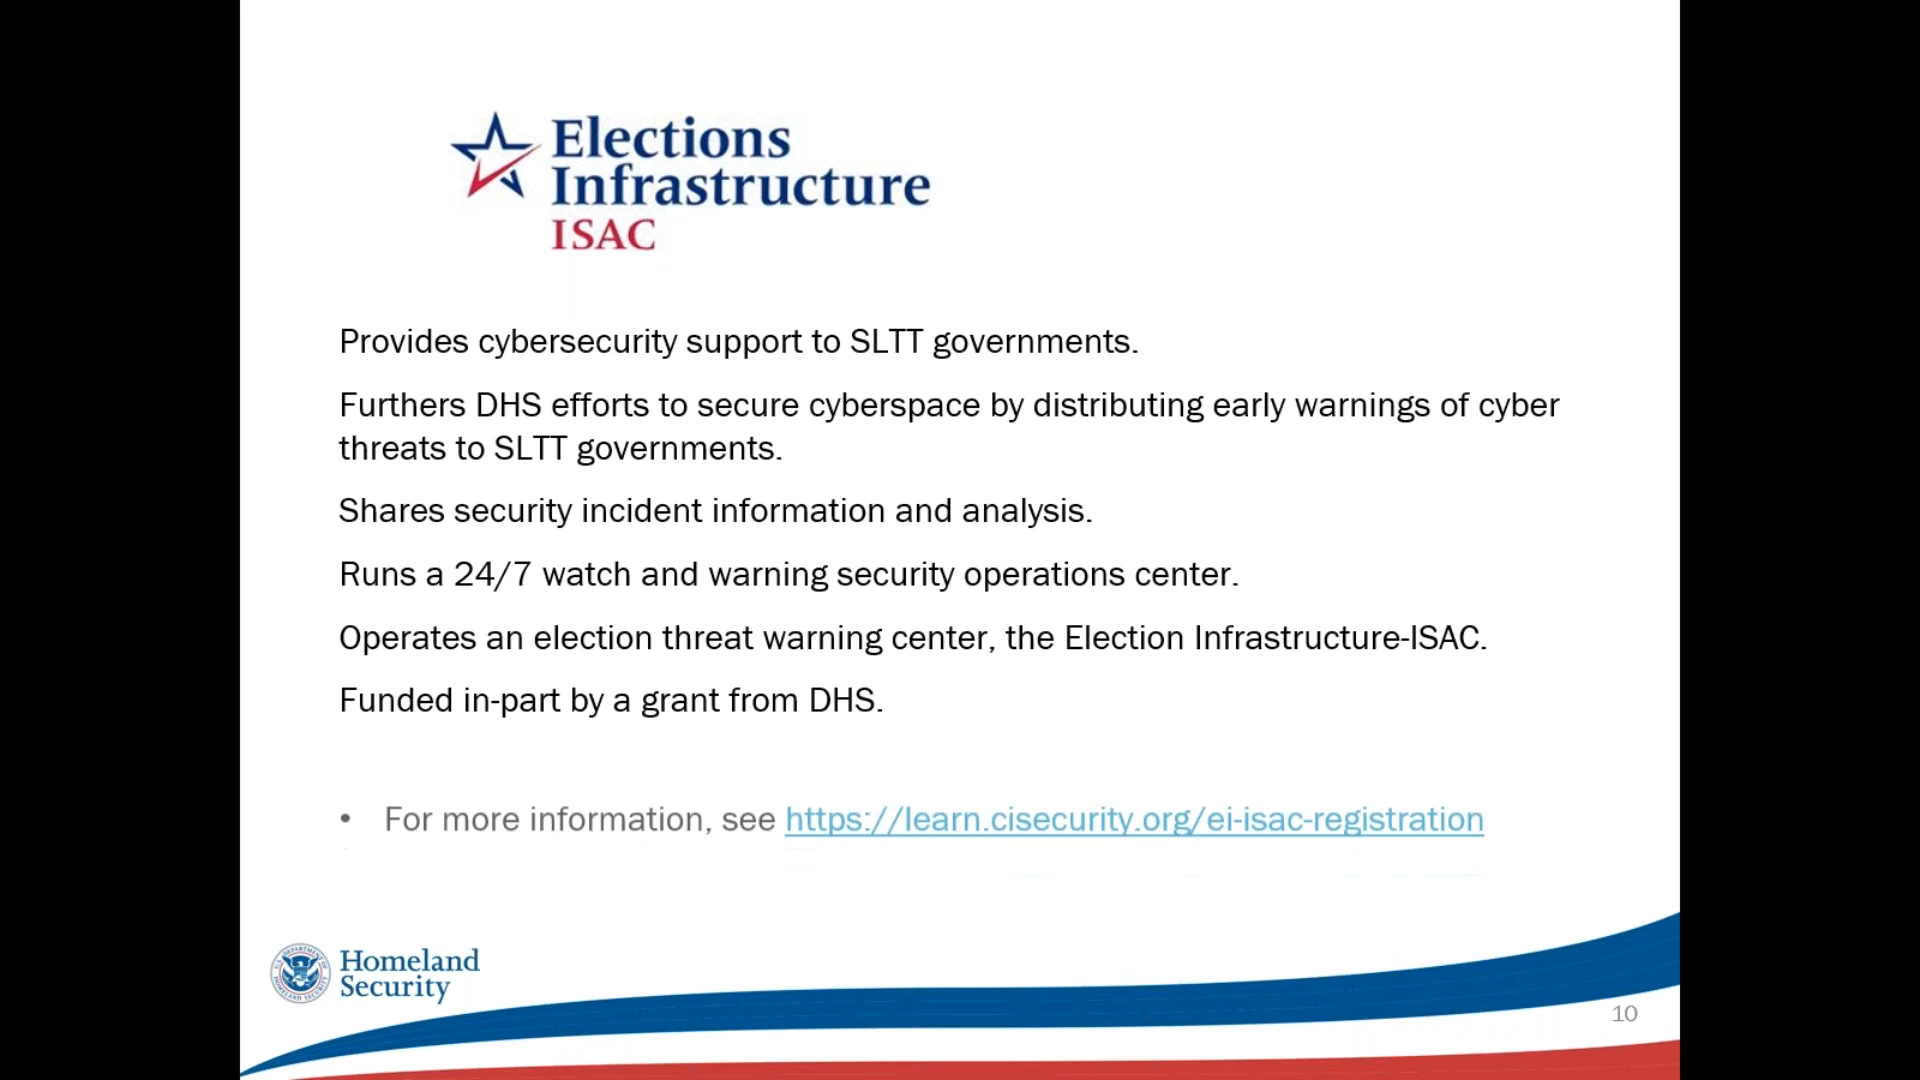 Elections
Infrastructure
ISAC
Provides cybersecurity support to SLTT governments.
Furthers DHS efforts to secure cyberspace by distributing early warnings of cyber
threats to SLTT governments.
Shares security incident information and analysis.
Runs a 24/7 watch and warning security operations center.
Operates an election threat warning center, the Election Infrastructure-ISAC.
Funded in-part by a grant from DHS.
• For more information, see https://learn.cisecurity.org/ei-isac-registration
Homeland
Security
10